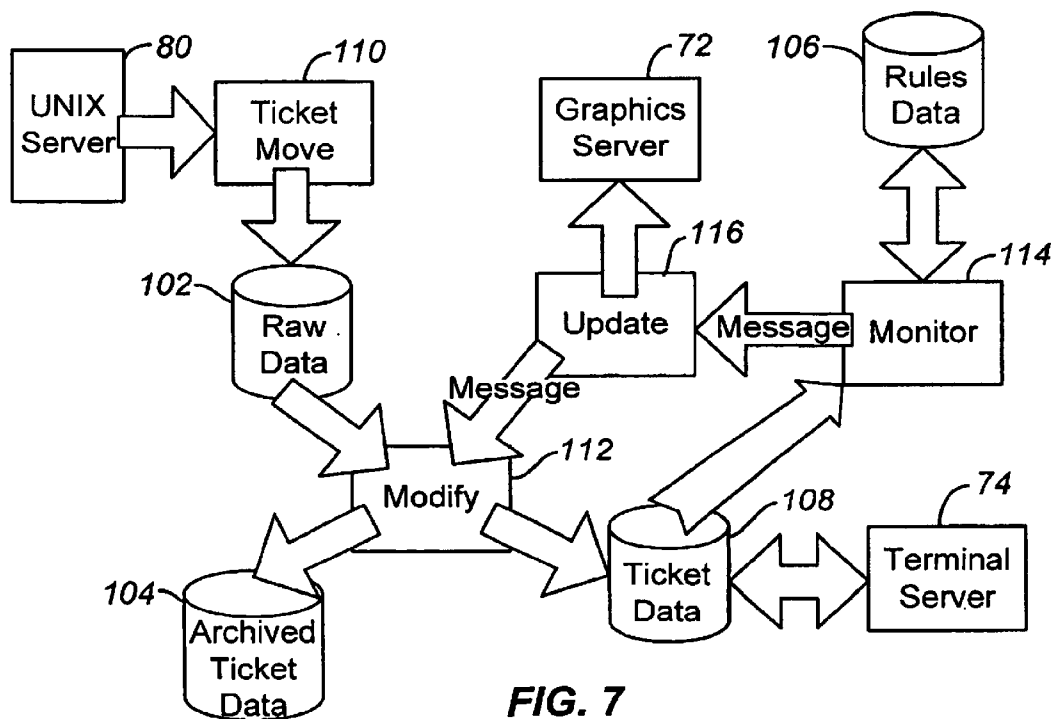 80
110
72
106
UNIX
Server
Ticket
Move
Graphics
Server
Rules
Data
102
116
114
Raw
Data
Update
Message
Monitor
Message
112
Modify
108
74
104
Ticket
Data
Terminal
Server
Archived
Ticket
Data
FIG. 7